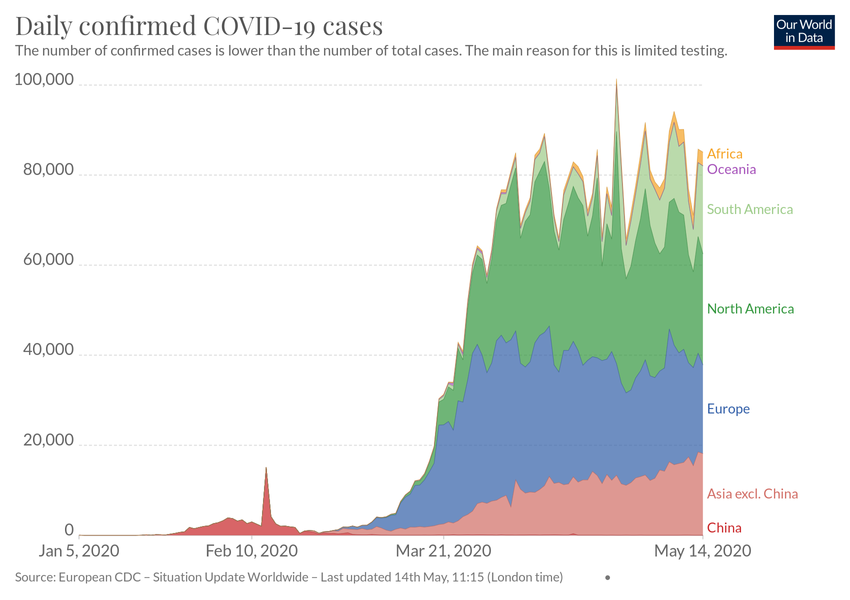 Daily confirmed COVID-19 cases
The number of confirmed cases is lower than the number of total cases. The main reason for this is limited testing.
Our World
in Data
100,000
80,000
60,000
40,000
20,000
0
Africa
Oceania
South America
North America
Europe
Asia excl. China
China
Jan 5, 2020
Feb 10, 2020
Mar 21, 2020
May 14, 2020
Source: European CDC – Situation Update Worldwide – Last updated 14th May, 11:15 (London time)